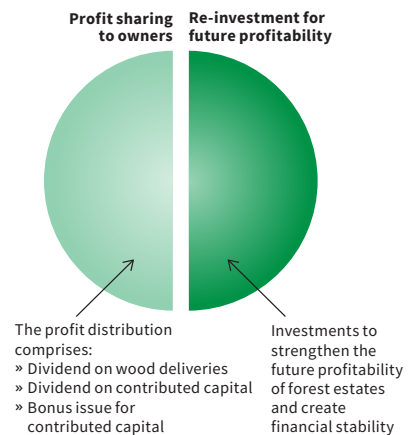 Profit sharing
to owners
Re-investment for
future profitability
The profit distribution
comprises:
» Dividend on wood deliveries
» Dividend on contributed capital
» Bonus issue for
contributed capital
Investments to
strengthen the
future profitability
of forest estates
and create
financial stability